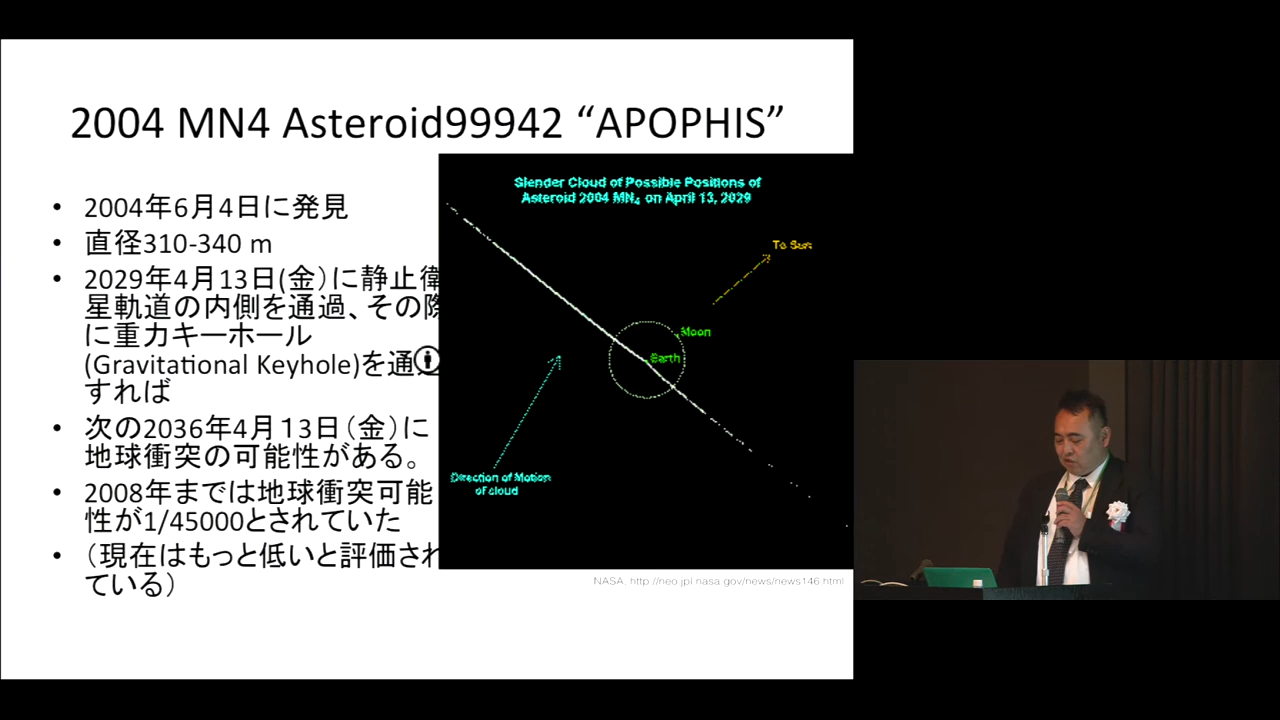 2004 MN4 Asteroid99942 “APOPHIS”
• 2004年6月4日に発見
• 直径310-340 m
• 2029年4月13日(金）に静止衛
星軌道の内側を通過、その際
に重力キーホール
(Gravitational Keyhole)を通
すれば
• 次の2036年4月１3日（金）に
地球衝突の可能性がある。
• 2008年までは地球衝突可能
性が1/45000とされていた
• （現在はもっと低いと評価され
ている）
Slender Cloud of Possible Positions of
Asteroid 2004 MN4 on April 13, 2029
To Sun
Moon
Earth
Direction of Motion
of cloud
NASA, http://neo.jpl.nasa.gov/news/news146.html